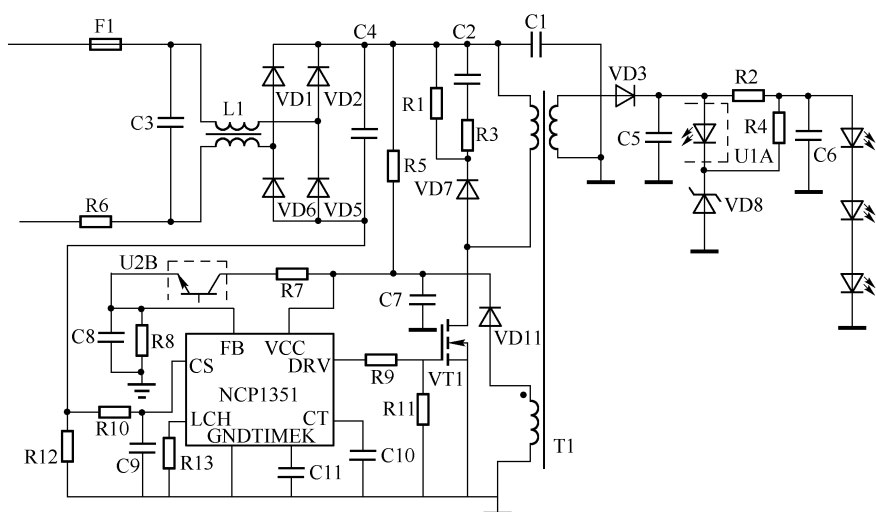 F1
C4
C2
C1
VD3
R2
L1
VD1
VD2
R1
C3
R3
C5
R4
U1A
C6
R5
VD7
VD6
VD5
VD8
R6
U2B
R7
C7
VD11
C8
R8
FB
VCC
CS
DRV
R9
VT1
NCP1351
R10
LCH
CT
R11
GNDTIMEK
R12
C9
R13
C11
C10
T1